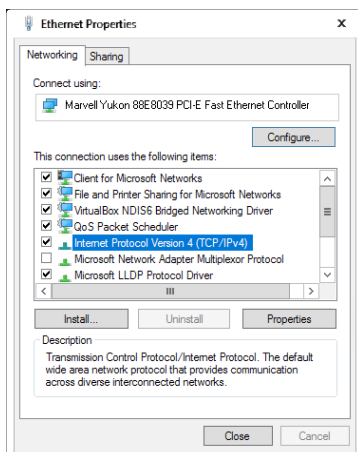 Ethernet Properties
Networking
Sharing
Connect using:
Marvell Yukon 88E8039 PCI-E Fast Ethernet Controller
Configure...
This connection uses the following items:
Client for Microsoft Networks
File and Printer Sharing for Microsoft Networks
VirtualBox NDIS6 Bridged Networking Driver
QoS Packet Scheduler
Internet Protocol Version 4 (TCP/IPv4)
Microsoft Network Adapter Multiplexor Protocol
Microsoft LLDP Protocol Driver
Install...
Uninstall
Properties
Description
Transmission Control Protocol/Internet Protocol. The default
wide area network protocol that provides communication
across diverse interconnected networks.
Close
Cancel